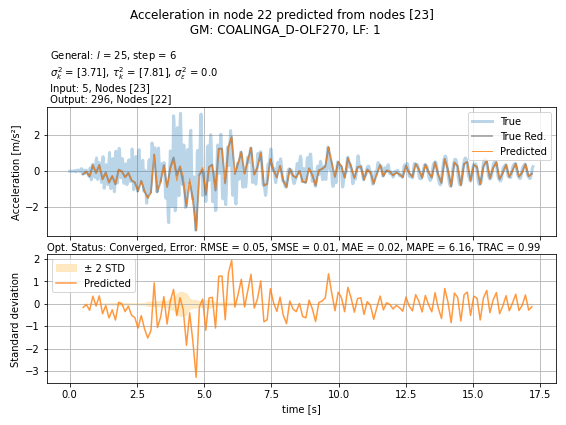 Acceleration in node 22 predicted from nodes [23]
GM: COALINGA_D-OLF270, LF: 1
General: l = 25, step = 6
σ²ₖ = [3.71], τ²ₖ = [7.81], σ²ε = 0.0
Input: 5, Nodes [23]
Output: 296, Nodes [22]
Acceleration [m/s²]
2
0
−2
True
True Red.
Predicted
Opt. Status: Converged, Error: RMSE = 0.05, SMSE = 0.01, MAE = 0.02, MAPE = 6.16, TRAC = 0.99
Standard deviation
2
1
0
−1
−2
−3
± 2 STD
Predicted
0.0 2.5 5.0 7.5 10.0 12.5 15.0 17.5
time [s]